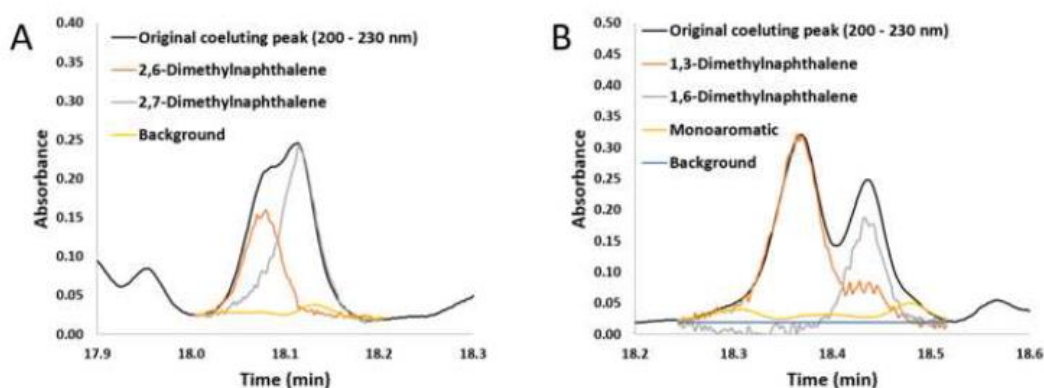 A
Original coeluting peak (200 - 230 nm)
2,6-Dimethylnaphthalene
2,7-Dimethylnaphthalene
Background
Absorbance
0.40
0.35
0.30
0.25
0.20
0.15
0.10
0.05
0.00
17.9 18.0 18.1 18.2 18.3
Time (min)
B
Original coeluting peak (200 - 230 nm)
1,3-Dimethylnaphthalene
1,6-Dimethylnaphthalene
Monoaromatic
Background
Absorbance
0.50
0.45
0.40
0.35
0.30
0.25
0.20
0.15
0.10
0.05
0.00
18.2 18.3 18.4 18.5 18.6
Time (min)